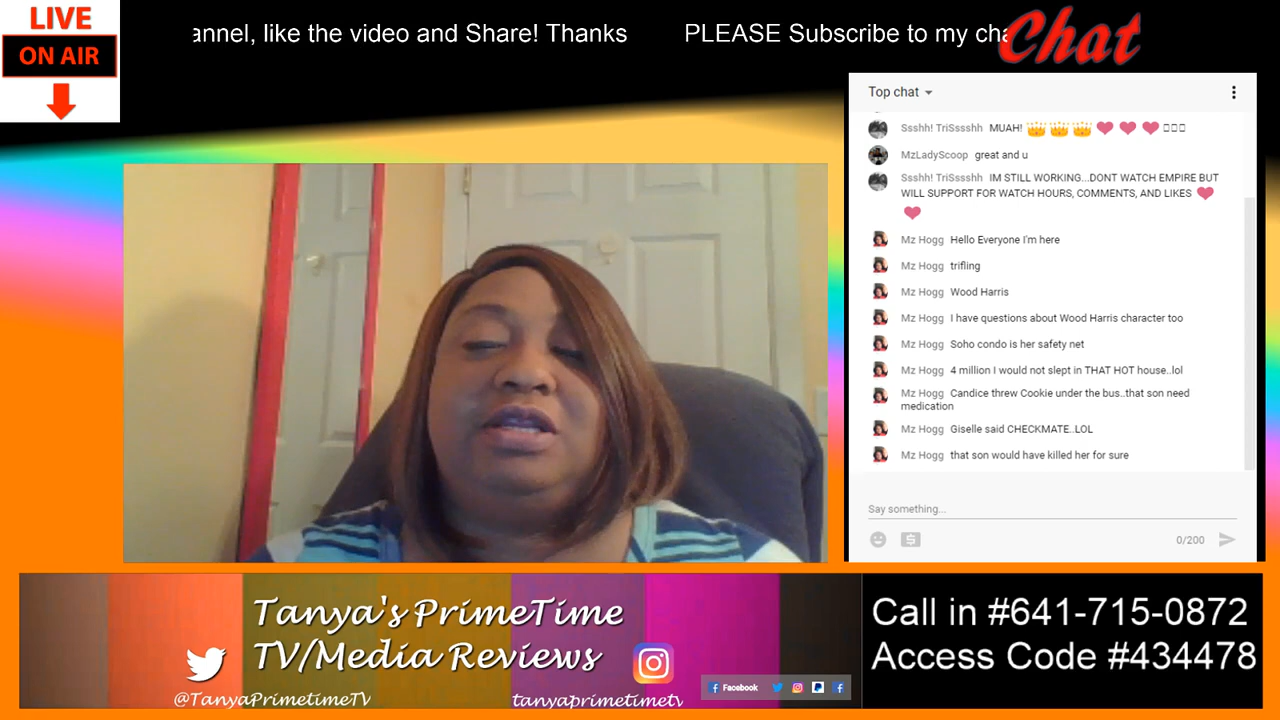 LIVE
ON AIR
annel, like the video and Share! Thanks PLEASE Subscribe to my cha
Chat
Top chat
Ssshh! TriSssshh MUAH! 👑 👑 👑 ❤ ❤ ❤
MzLadyScoop great and u
Ssshh! TriSssshh IM STILL WORKING...DONT WATCH EMPIRE BUT
WILL SUPPORT FOR WATCH HOURS, COMMENTS, AND LIKES ❤
❤
Mz Hogg Hello Everyone I'm here
Mz Hogg trifling
Mz Hogg Wood Harris
Mz Hogg I have questions about Wood Harris character too
Mz Hogg Soho condo is her safety net
Mz Hogg 4 million I would not slept in THAT HOT house..lol
Mz Hogg Candice threw Cookie under the bus..that son need
medication
Mz Hogg Giselle said CHECKMATE..LOL
Mz Hogg that son would have killed her for sure
Say something...
0/200
Tanya's PrimeTime
TV/Media Reviews
@TanyaPrimetimeTV
tanyaprimetimetv
Facebook
Call in #641-715-0872
Access Code #434478